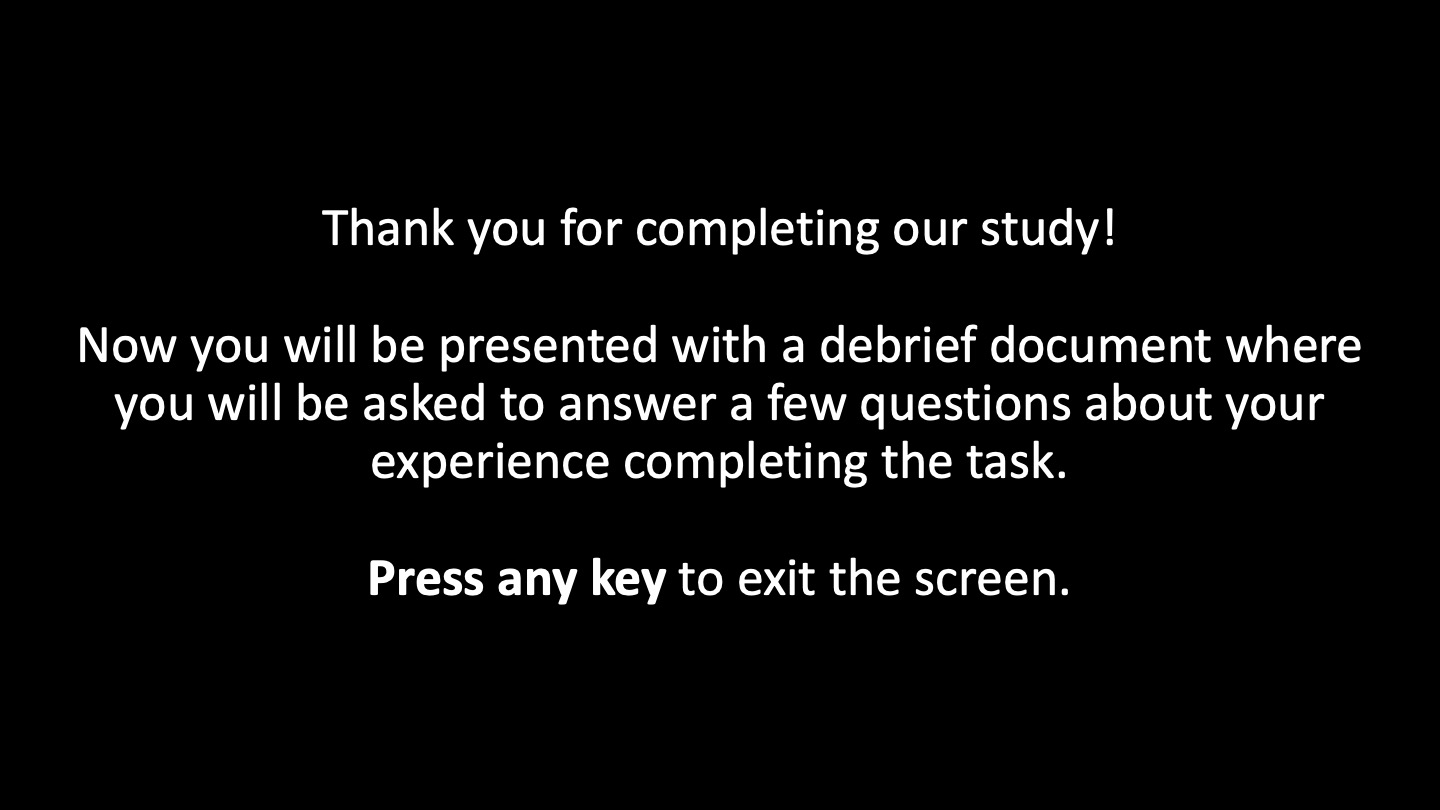 Thank you for completing our study!
Now you will be presented with a debrief document where
you will be asked to answer a few questions about your
experience completing the task.
Press any key to exit the screen.